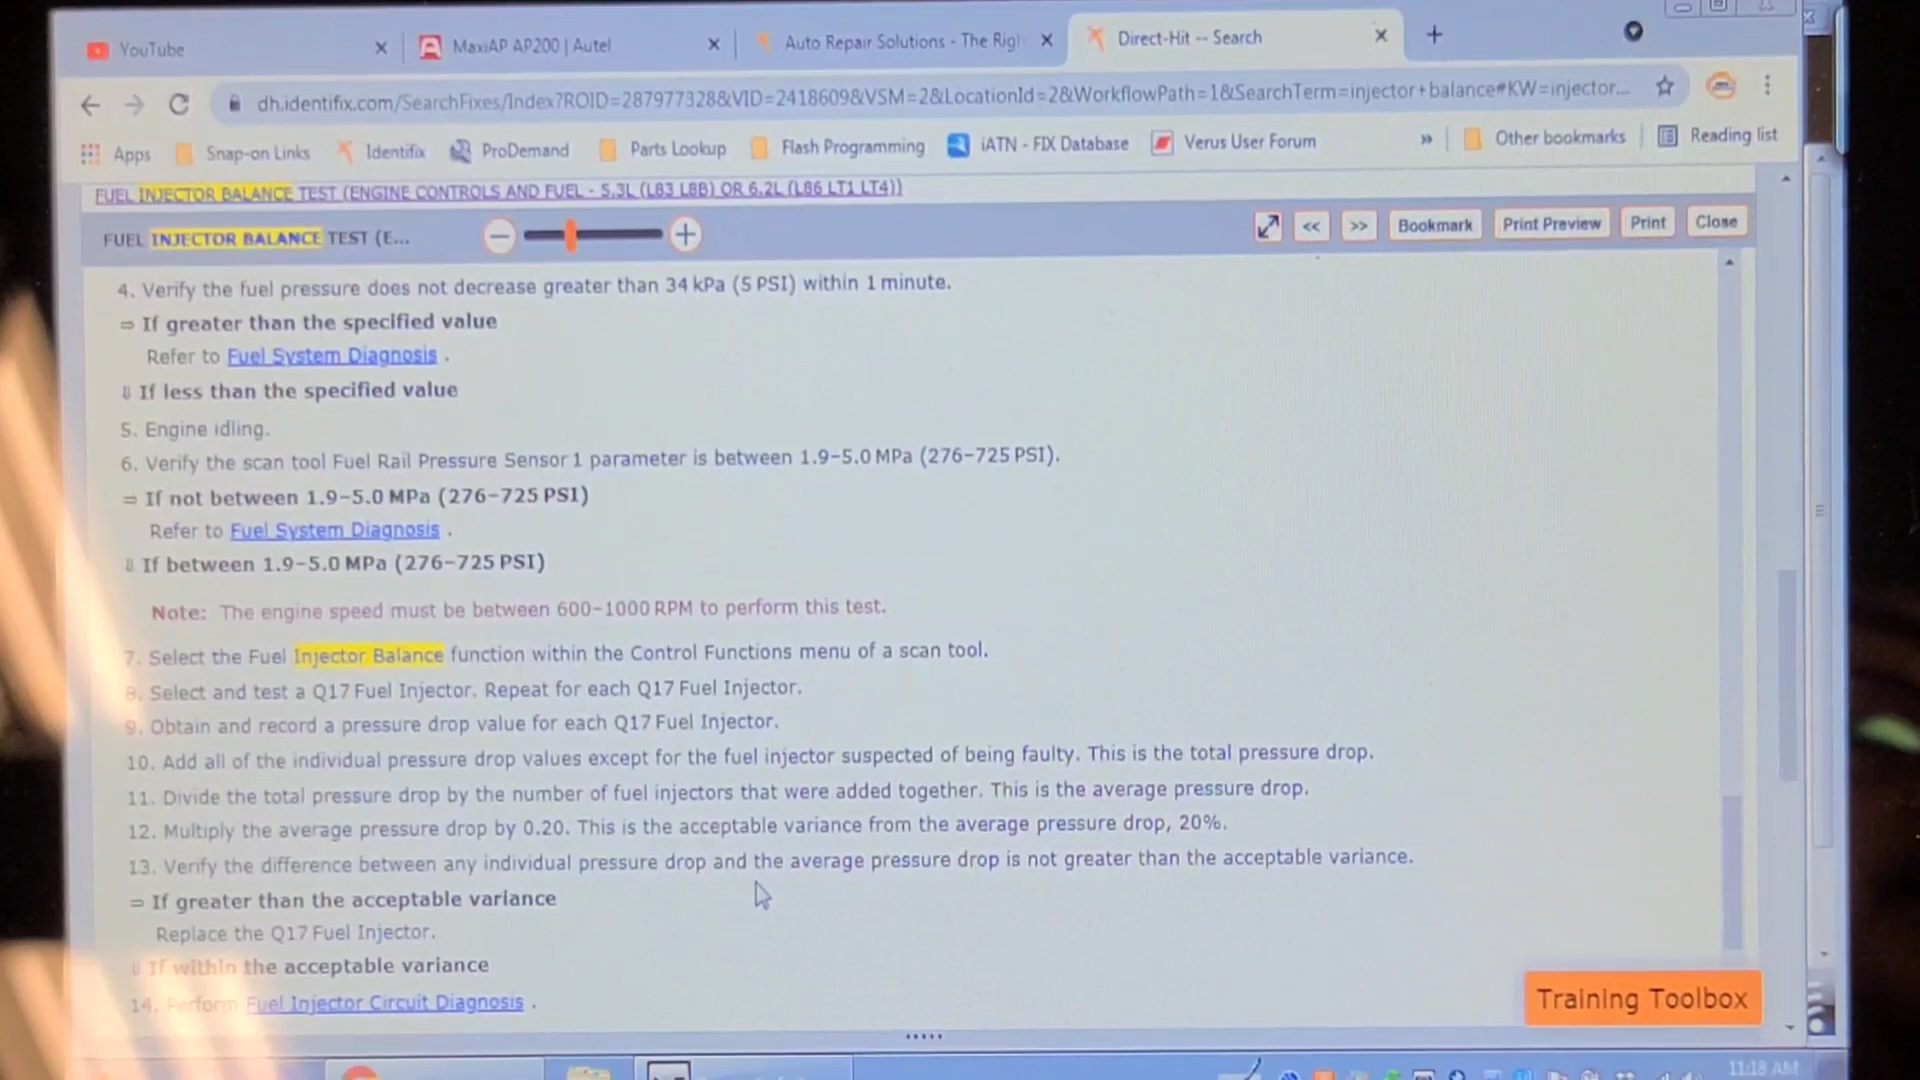 YouTube
MaxiAP AP200 | Autel
Auto Repair Solutions - The Righ
Direct-Hit -- Search
dh.identifix.com/SearchFixes/Index?ROID=287977328&VID=2418609&VSM=2&LocationId=2&WorkflowPath=1&SearchTerm=injector+balance#KW=injector...
Apps
Snap-on Links
Identifix
ProDemand
Parts Lookup
Flash Programming
iATN - FIX Database
Verus User Forum
»
Other bookmarks
Reading list
FUEL INJECTOR BALANCE TEST (ENGINE CONTROLS AND FUEL - 5.3L (L83 L8B) OR 6.2L (L86 LT1 LT4))
FUEL INJECTOR BALANCE TEST (E...
<<
>>
Bookmark
Print Preview
Print
Close
4. Verify the fuel pressure does not decrease greater than 34 kPa (5 PSI) within 1 minute.
⇒ If greater than the specified value
Refer to Fuel System Diagnosis .
⇓ If less than the specified value
5. Engine idling.
6. Verify the scan tool Fuel Rail Pressure Sensor 1 parameter is between 1.9-5.0 MPa (276-725 PSI).
⇒ If not between 1.9-5.0 MPa (276-725 PSI)
Refer to Fuel System Diagnosis .
⇓ If between 1.9-5.0 MPa (276-725 PSI)
Note: The engine speed must be between 600-1000 RPM to perform this test.
7. Select the Fuel Injector Balance function within the Control Functions menu of a scan tool.
8. Select and test a Q17 Fuel Injector. Repeat for each Q17 Fuel Injector.
9. Obtain and record a pressure drop value for each Q17 Fuel Injector.
10. Add all of the individual pressure drop values except for the fuel injector suspected of being faulty. This is the total pressure drop.
11. Divide the total pressure drop by the number of fuel injectors that were added together. This is the average pressure drop.
12. Multiply the average pressure drop by 0.20. This is the acceptable variance from the average pressure drop, 20%.
13. Verify the difference between any individual pressure drop and the average pressure drop is not greater than the acceptable variance.
⇒ If greater than the acceptable variance
Replace the Q17 Fuel Injector.
⇓ If within the acceptable variance
14. Perform Fuel Injector Circuit Diagnosis .
Training Toolbox
11:18 AM